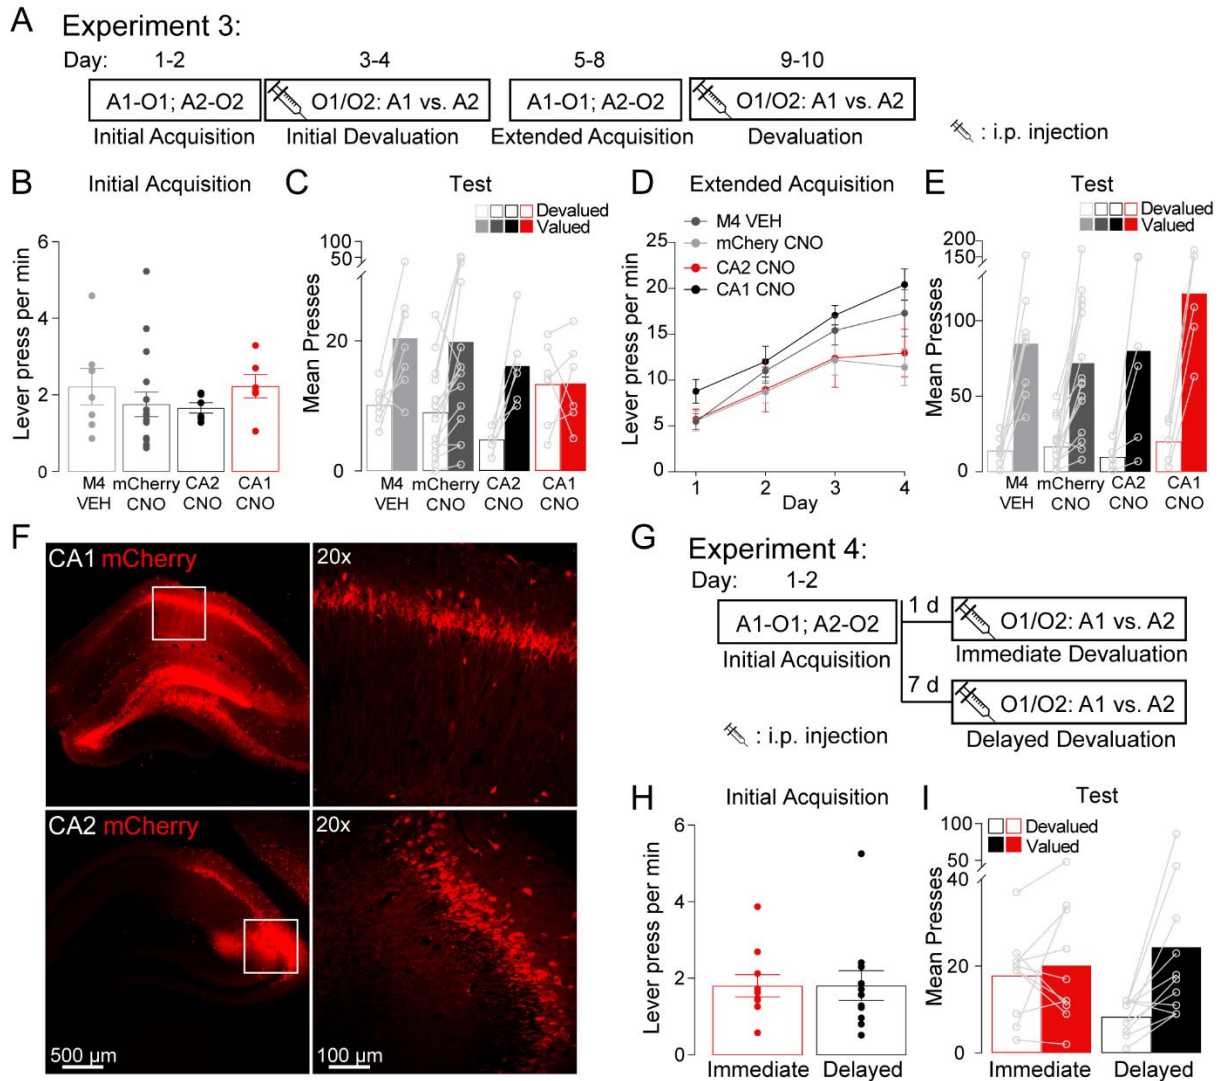 A
Experiment 3:
Day: 1-2 3-4 5-8 9-10
A1-O1; A2-O2
O1/O2: A1 vs. A2
A1-O1; A2-O2
O1/O2: A1 vs. A2
Initial Acquisition
Initial Devaluation
Extended Acquisition
Devaluation
: i.p. injection
B
Initial Acquisition
Lever press per min
6
4
2
0
M4 VEH
mCherry CNO
CA2 CNO
CA1 CNO
C
Test
Devalued
Valued
Mean Presses
100
50
20
0
M4 VEH
mCherry CNO
CA2 CNO
CA1 CNO
D
Extended Acquisition
M4 VEH
mChery CNO
CA2 CNO
CA1 CNO
Lever press per min
25
20
15
10
5
0
1 2 3 4
Day
E
Test
Devalued
Valued
Mean Presses
200
150
100
50
0
M4 VEH
mCherry CNO
CA2 CNO
CA1 CNO
F
CA1 mCherry
20x
CA2 mCherry
20x
500 µm
100 µm
G
Experiment 4:
Day: 1-2
A1-O1; A2-O2
Initial Acquisition
1 d
O1/O2: A1 vs. A2
Immediate Devaluation
7 d
O1/O2: A1 vs. A2
Delayed Devaluation
: i.p. injection
H
Initial Acquisition
Lever press per min
6
4
2
0
Immediate
Delayed
I
Test
Devalued
Valued
Mean Presses
100
50
40
20
0
Immediate
Delayed